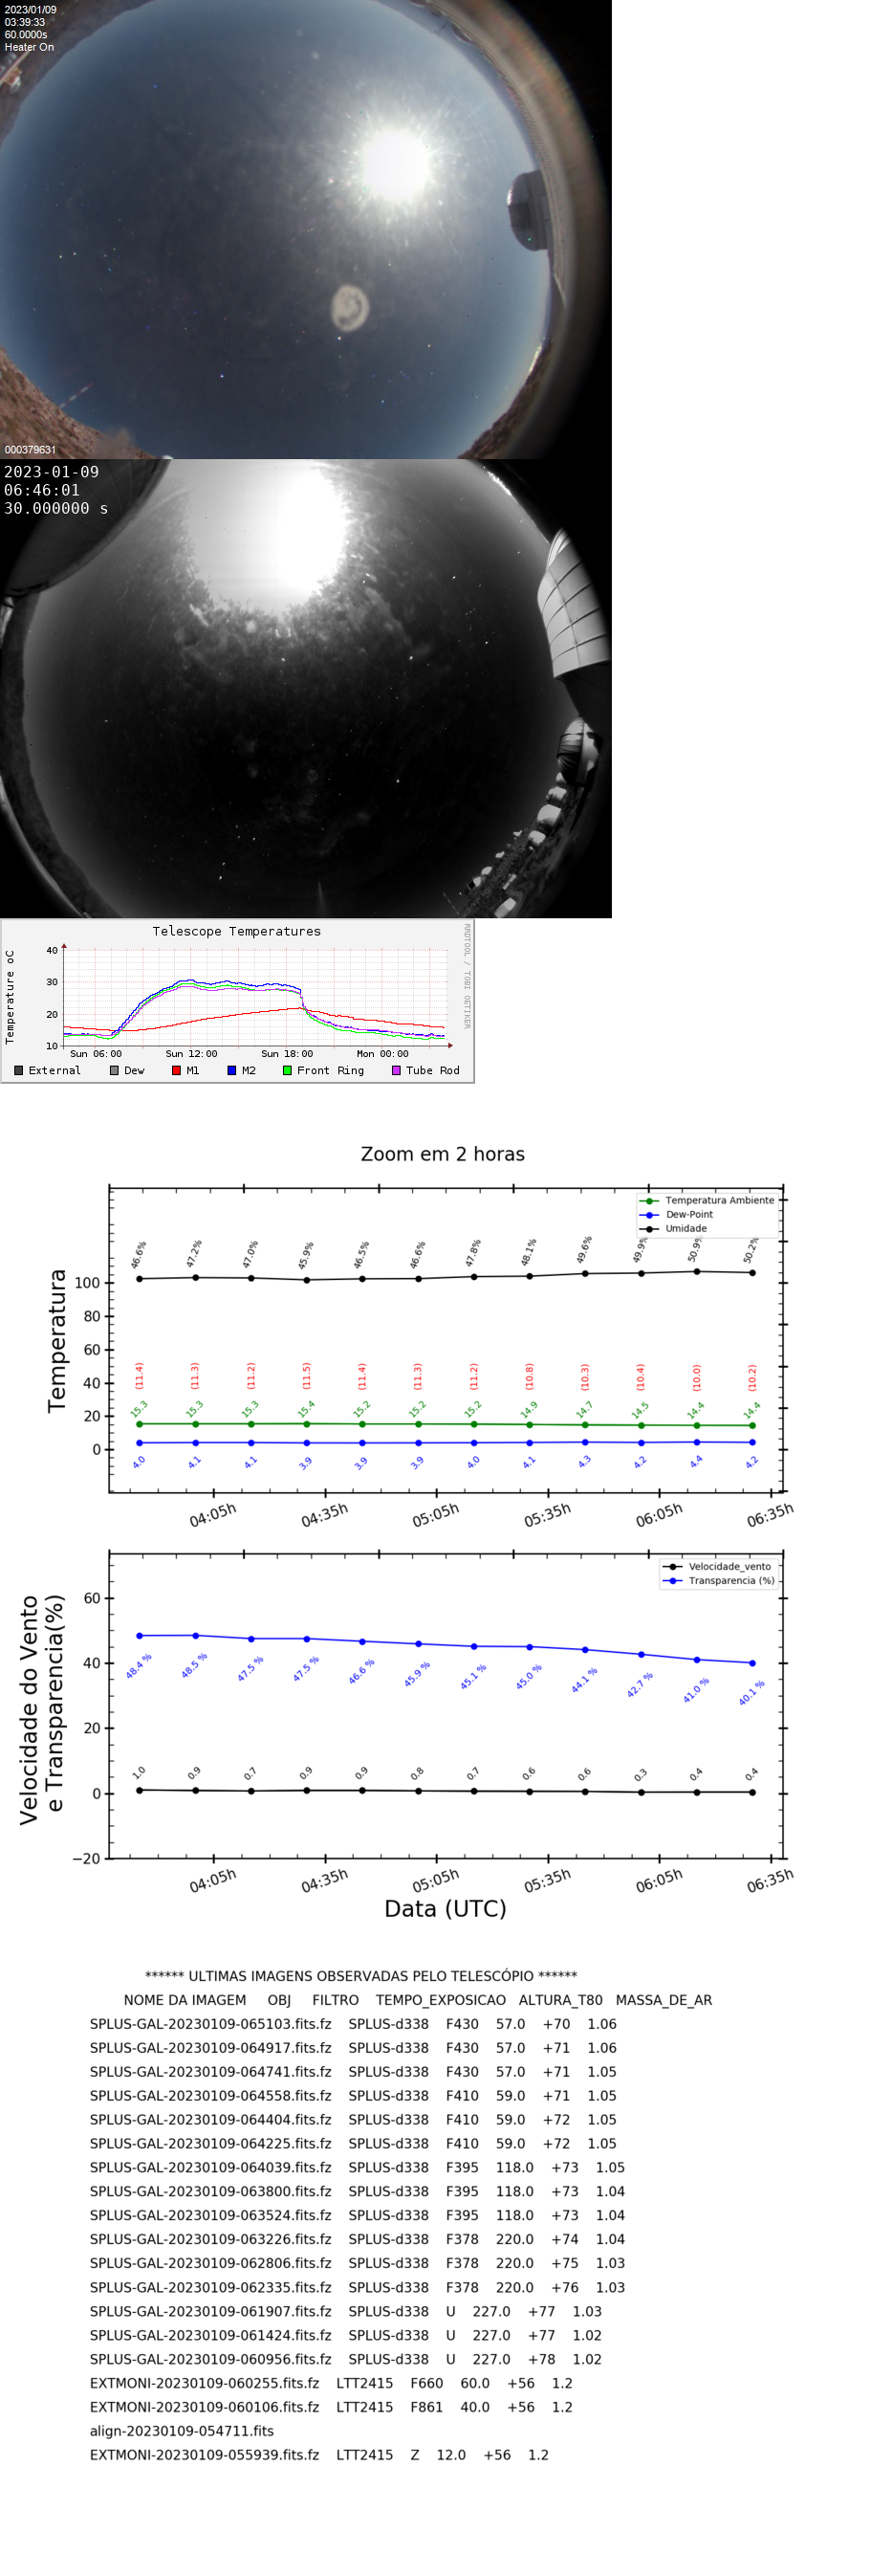 2023/01/09
03:39:33
60.0000s
Heater On
000379631
2023-01-09
06:46:01
30.000000 s
Telescope Temperatures
RRDTOOL / TOBI OETIKER
Temperature oC
40
30
20
10
Sun 06:00 Sun 12:00 Sun 18:00 Mon 00:00
External Dew M1 M2 Front Ring Tube Rod
Zoom em 2 horas
Temperatura Ambiente
Dew-Point
Umidade
Temperatura
46.6% 47.2% 47.0% 45.9% 46.5% 46.6% 47.8% 48.1% 49.6% 49.9% 50.9% 50.2%
100
80
60
40
20
0
(11.4) (11.3) (11.2) (11.5) (11.4) (11.3) (11.2) (10.8) (10.3) (10.4) (10.0) (10.2)
15.3 15.3 15.3 15.4 15.2 15.2 15.2 14.9 14.7 14.5 14.4 14.4
4.0 4.1 4.1 3.9 3.9 3.9 4.0 4.1 4.3 4.2 4.4 4.2
04:05h 04:35h 05:05h 05:35h 06:05h 06:35h
Velocidade_vento
Transparencia (%)
Velocidade do Vento
e Transparencia(%)
60
40
20
0
−20
48.4 % 48.5 % 47.5 % 47.5 % 46.6 % 45.9 % 45.1 % 45.0 % 44.1 % 42.7 % 41.0 % 40.1 %
1.0 0.9 0.7 0.9 0.9 0.8 0.7 0.6 0.6 0.3 0.4 0.4
04:05h 04:35h 05:05h 05:35h 06:05h 06:35h
Data (UTC)
****** ULTIMAS IMAGENS OBSERVADAS PELO TELESCÓPIO ******
NOME DA IMAGEM OBJ FILTRO TEMPO_EXPOSICAO ALTURA_T80 MASSA_DE_AR
SPLUS-GAL-20230109-065103.fits.fz SPLUS-d338 F430 57.0 +70 1.06
SPLUS-GAL-20230109-064917.fits.fz SPLUS-d338 F430 57.0 +71 1.06
SPLUS-GAL-20230109-064741.fits.fz SPLUS-d338 F430 57.0 +71 1.05
SPLUS-GAL-20230109-064558.fits.fz SPLUS-d338 F410 59.0 +71 1.05
SPLUS-GAL-20230109-064404.fits.fz SPLUS-d338 F410 59.0 +72 1.05
SPLUS-GAL-20230109-064225.fits.fz SPLUS-d338 F410 59.0 +72 1.05
SPLUS-GAL-20230109-064039.fits.fz SPLUS-d338 F395 118.0 +73 1.05
SPLUS-GAL-20230109-063800.fits.fz SPLUS-d338 F395 118.0 +73 1.04
SPLUS-GAL-20230109-063524.fits.fz SPLUS-d338 F395 118.0 +73 1.04
SPLUS-GAL-20230109-063226.fits.fz SPLUS-d338 F378 220.0 +74 1.04
SPLUS-GAL-20230109-062806.fits.fz SPLUS-d338 F378 220.0 +75 1.03
SPLUS-GAL-20230109-062335.fits.fz SPLUS-d338 F378 220.0 +76 1.03
SPLUS-GAL-20230109-061907.fits.fz SPLUS-d338 U 227.0 +77 1.03
SPLUS-GAL-20230109-061424.fits.fz SPLUS-d338 U 227.0 +77 1.02
SPLUS-GAL-20230109-060956.fits.fz SPLUS-d338 U 227.0 +78 1.02
EXTMONI-20230109-060255.fits.fz LTT2415 F660 60.0 +56 1.2
EXTMONI-20230109-060106.fits.fz LTT2415 F861 40.0 +56 1.2
align-20230109-054711.fits
EXTMONI-20230109-055939.fits.fz LTT2415 Z 12.0 +56 1.2